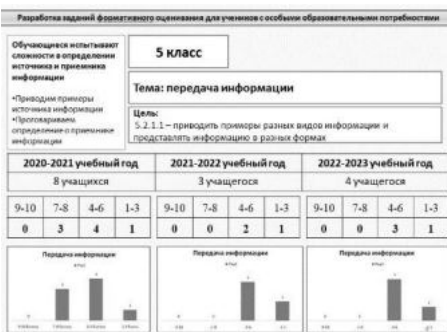 Разработка заданий формативного оценивания для учеников с особыми образовательными потребностями
Обучающиеся испытывают
сложности в определении
источника и приемника
информации
•Приводим примеры
источника информации
•Проговариваем
определение о приемнике
информации
5 класс
Тема: передача информации
Цель:
5.2.1.1 – приводить примеры разных видов информации и
представлять информацию в разных формах
2020-2021 учебный год 2021-2022 учебный год 2022-2023 учебный год
8 учащихся 3 учащегося 4 учащегося
9-10 7-8 4-6 1-3 9-10 7-8 4-6 1-3 9-10 7-8 4-6 1-3
0 3 4 1 0 0 2 1 0 0 3 1
Передача информации Передача информации Передача информации